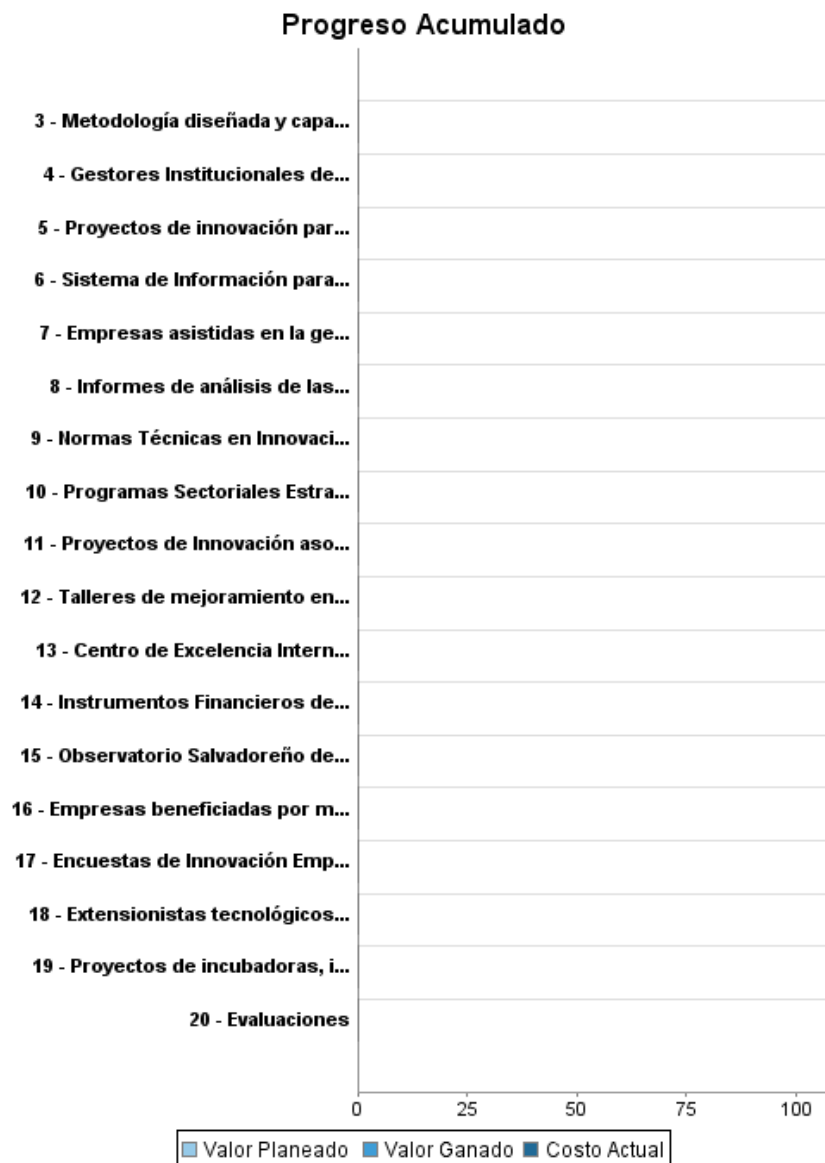 Progreso Acumulado
3 - Metodología diseñada y capa...
4 - Gestores Institucionales de...
5 - Proyectos de innovación par...
6 - Sistema de Información para...
7 - Empresas asistidas en la ge...
8 - Informes de análisis de las...
9 - Normas Técnicas en Innovaci...
10 - Programas Sectoriales Estra...
11 - Proyectos de Innovación aso...
12 - Talleres de mejoramiento en...
13 - Centro de Excelencia Intern...
14 - Instrumentos Financieros de...
15 - Observatorio Salvadoreño de...
16 - Empresas beneficiadas por m...
17 - Encuestas de Innovación Emp...
18 - Extensionistas tecnológicos...
19 - Proyectos de incubadoras, i...
20 - Evaluaciones
0 25 50 75 100
Valor Planeado Valor Ganado Costo Actual